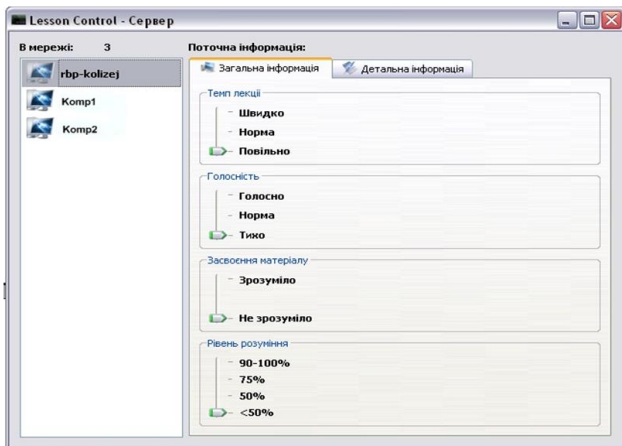 Lesson Control - Сервер
В мережі: 3
Поточна інформація:
rbp-kolizej
Komp1
Komp2
Загальна інформація
Детальна інформація
Темп лекції
Швидко
Норма
Повільно
Голосність
Голосно
Норма
Тихо
Засвоєння матеріалу
Зрозуміло
Не зрозуміло
Рівень розуміння
90-100%
75%
50%
<50%